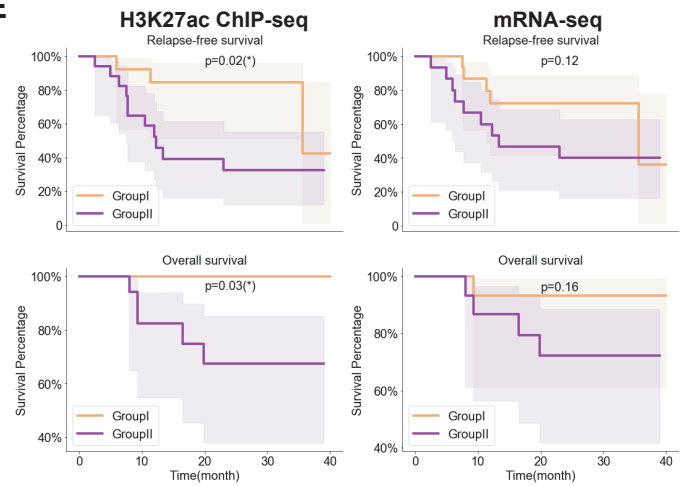 E
H3K27ac ChIP-seq
mRNA-seq
Relapse-free survival
Relapse-free survival
Survival Percentage
100%
80%
60%
40%
20%
0
p=0.02(*)
GroupI
GroupII
Survival Percentage
100%
80%
60%
40%
20%
0
p=0.12
GroupI
GroupII
Overall survival
Overall survival
Survival Percentage
100%
80%
60%
40%
p=0.03(*)
GroupI
GroupII
0 10 20 30 40
Time(month)
Survival Percentage
100%
80%
60%
40%
p=0.16
GroupI
GroupII
0 10 20 30 40
Time(month)